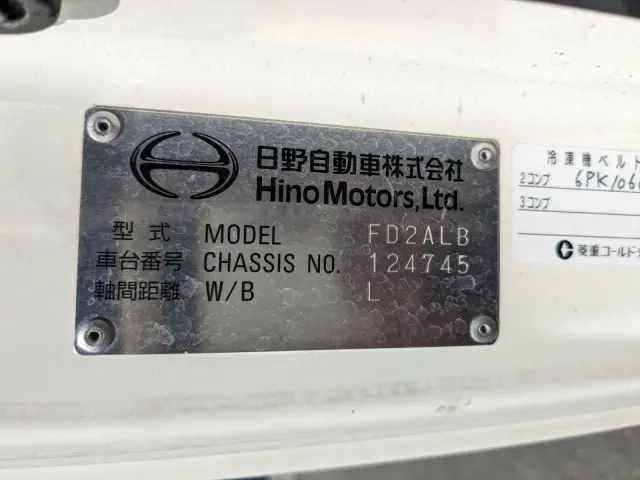 日野自動車株式会社
Hino Motors, Ltd.
型式 MODEL FD2ALB
車台番号 CHASSIS NO. 124745
軸間距離 W/B L
冷凍機ベルト
2コンプ 6PK106
3コンプ
菱重コールド